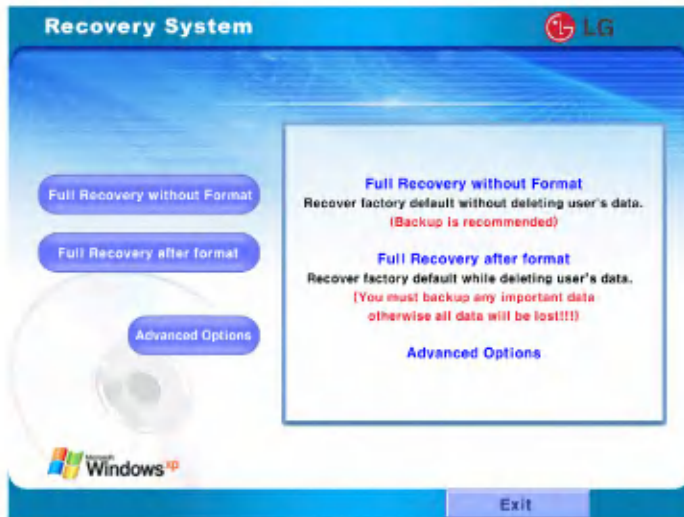 Recovery System
LG
Full Recovery without Format
Full Recovery after format
Advanced Options
Full Recovery without Format
Recover factory default without deleting user's data.
(Backup is recommended)
Full Recovery after format
Recover factory default while deleting user's data.
(You must backup any important data
otherwise all data will be lost!!!)
Advanced Options
Microsoft
Windows xp
Exit